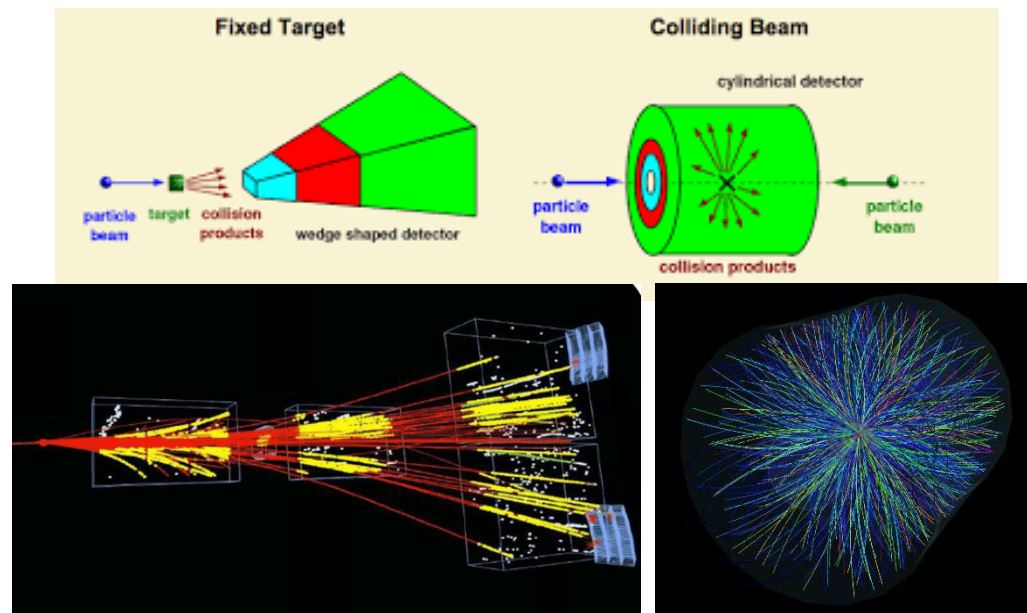 Fixed Target
Colliding Beam
cylindrical detector
particle
beam
target
collision
products
wedge shaped detector
particle
beam
particle
beam
collision products